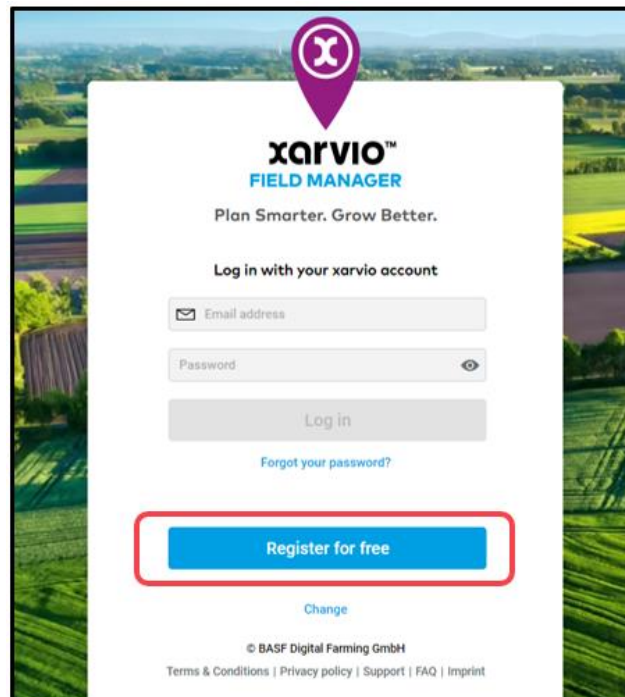 xarvio™
FIELD MANAGER
Plan Smarter. Grow Better.
Log in with your xarvio account
Email address
Password
Log in
Forgot your password?
Register for free
Change
© BASF Digital Farming GmbH
Terms & Conditions | Privacy policy | Support | FAQ | Imprint